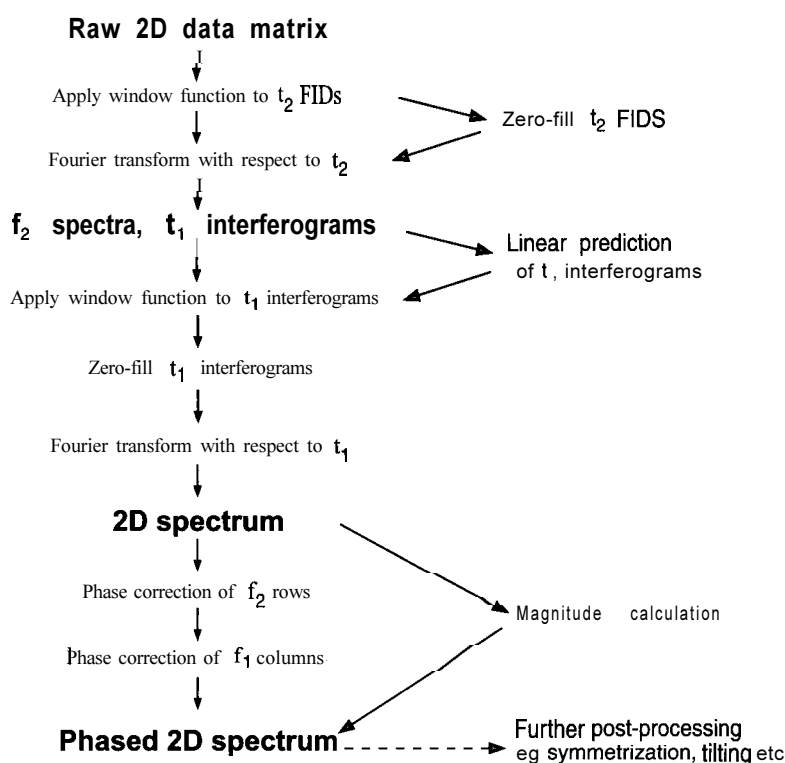 Raw 2D data matrix
Apply window function to t₂ FIDs
Zero-fill t₂ FIDS
Fourier transform with respect to t₂
f₂ spectra, t₁ interferograms
Linear prediction
of t , interferograms
Apply window function to t₁ interferograms
Zero-fill t₁ interferograms
Fourier transform with respect to t₁
2D spectrum
Phase correction of f₂ rows
Magnitude calculation
Phase correction of f₁ columns
Phased 2D spectrum
Further post-processing
eg symmetrization, tilting etc